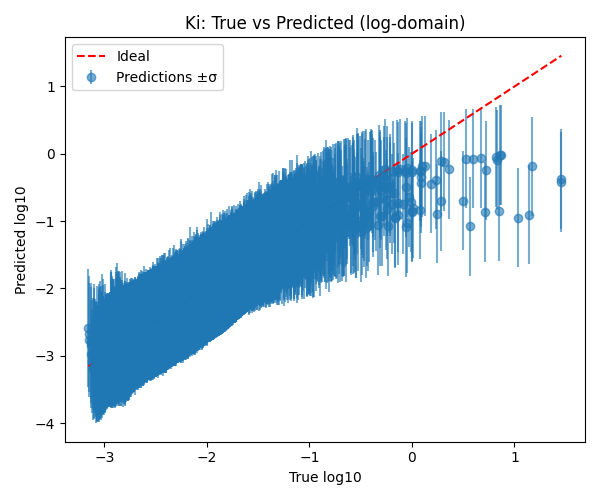 Ki: True vs Predicted (log-domain)
Ideal
Predictions ±σ
Predicted log10
1
0
−1
−2
−3
−4
−3
−2
−1
0
1
True log10